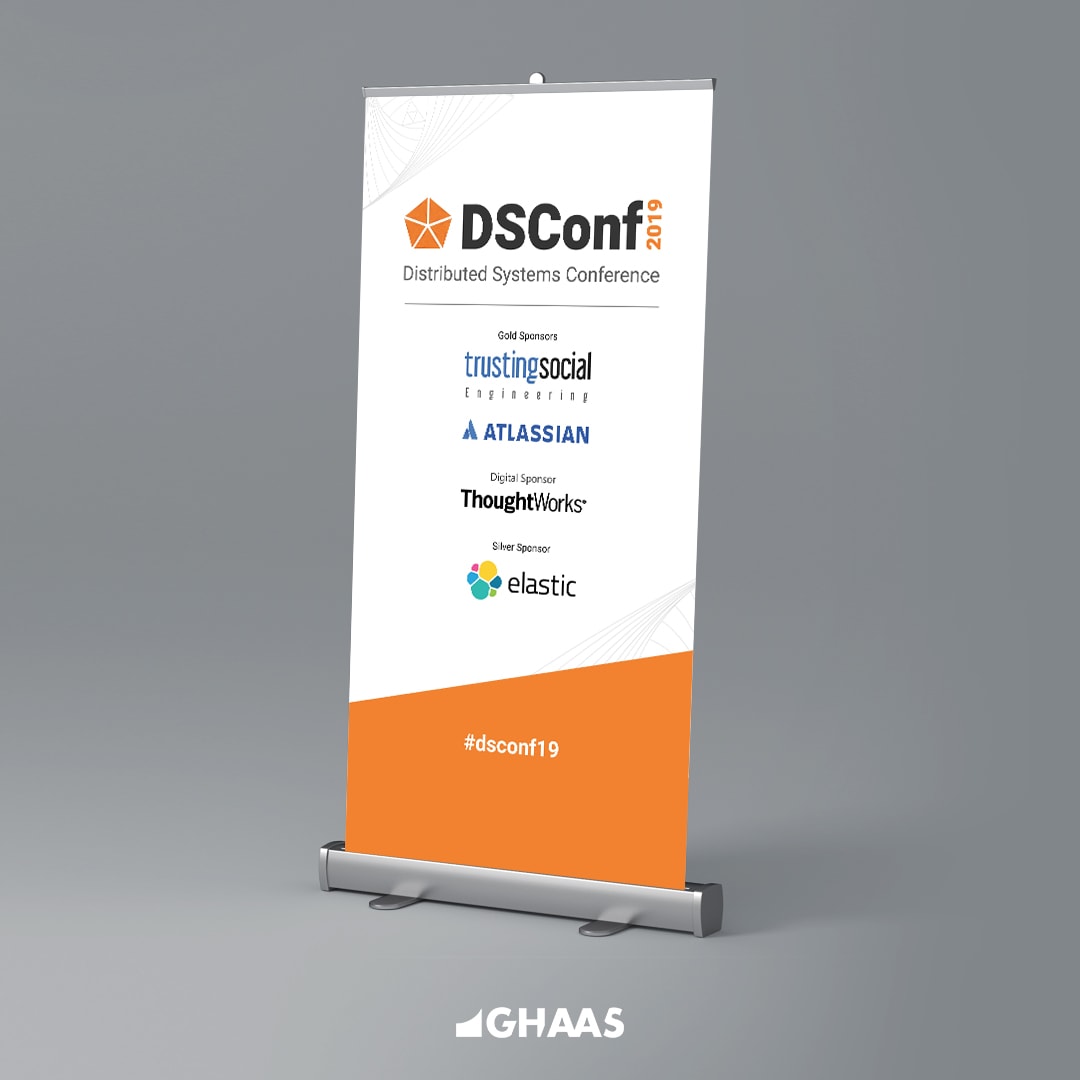 DSConf 2019
Distributed Systems Conference
Gold Sponsors
trustingsocial
Engineering
ATLASSIAN
Digital Sponsor
ThoughtWorks®
Silver Sponsor
elastic
#dsconf19
GHAAS